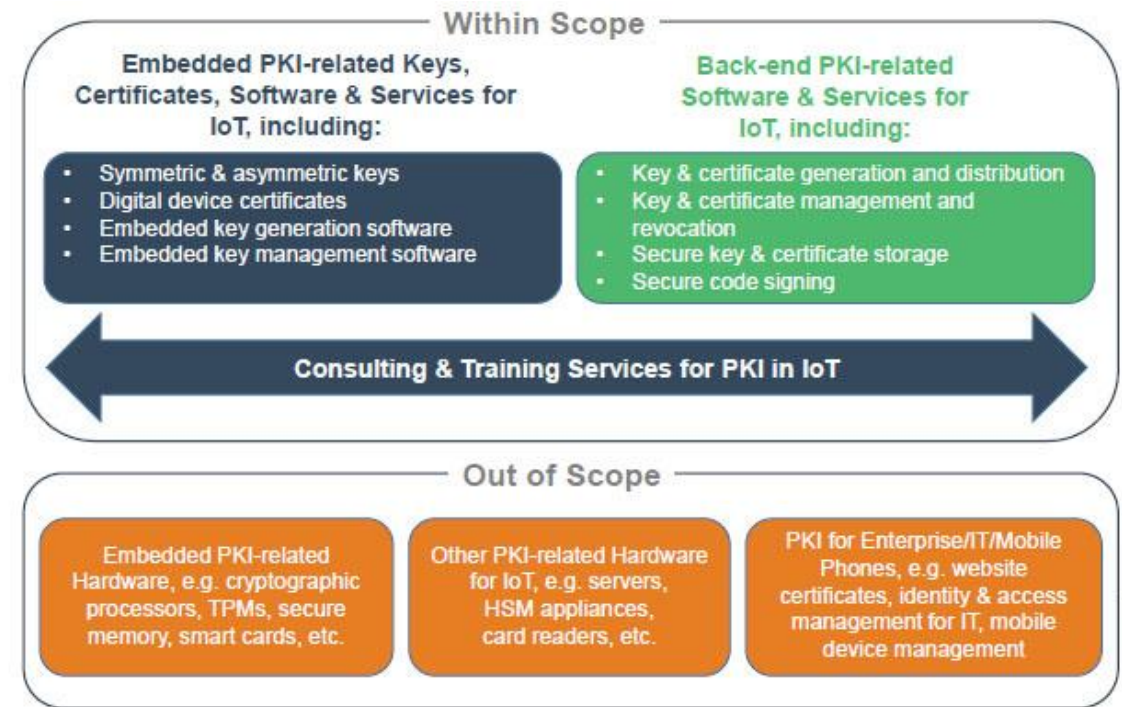 Within Scope
Embedded PKI-related Keys,
Certificates, Software & Services for
IoT, including:
• Symmetric & asymmetric keys
• Digital device certificates
• Embedded key generation software
• Embedded key management software
Back-end PKI-related
Software & Services for
IoT, including:
• Key & certificate generation and distribution
• Key & certificate management and
revocation
• Secure key & certificate storage
• Secure code signing
Consulting & Training Services for PKI in IoT
Out of Scope
Embedded PKI-related
Hardware, e.g. cryptographic
processors, TPMs, secure
memory, smart cards, etc.
Other PKI-related Hardware
for IoT, e.g. servers,
HSM appliances,
card readers, etc.
PKI for Enterprise/IT/Mobile
Phones, e.g. website
certificates, identity & access
management for IT, mobile
device management